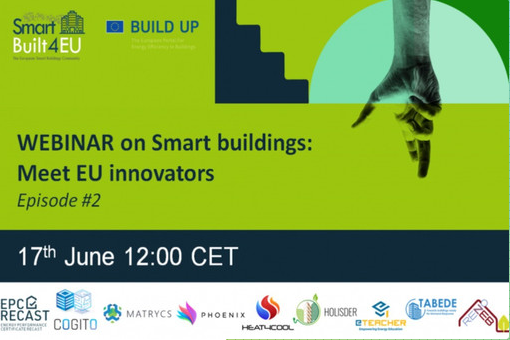 Smart
Built4EU
The European Smart Buildings Community
BUILD UP
The European Portal for
Energy Efficiency in Buildings
WEBINAR on Smart buildings:
Meet EU innovators
Episode #2
17th June 12:00 CET
EPC
RECAST
ENERGY PERFORMANCE
CERTIFICATE RECAST
COGITO
MATRYCS
PHOENIX
HEAT4COOL
HOLISDER
eTEACHER
Empowering Energy Education
TABEDE
REZEB